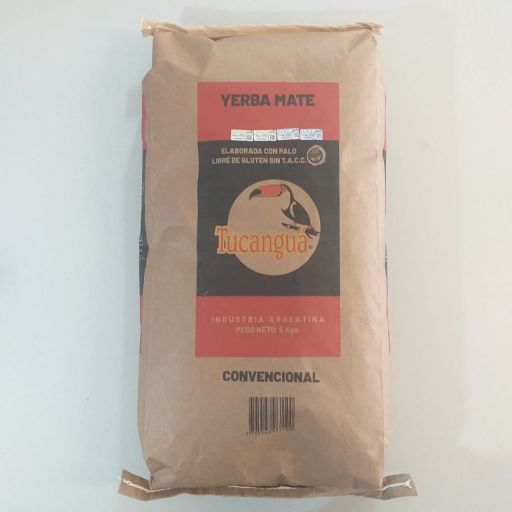 YERBA MATE
ELABORADA CON PALO
LIBRE DE GLUTEN SIN T.A.C.C.
Tucanguá
INDUSTRIA ARGENTINA
PESO NETO 5 Kgs.
CONVENCIONAL